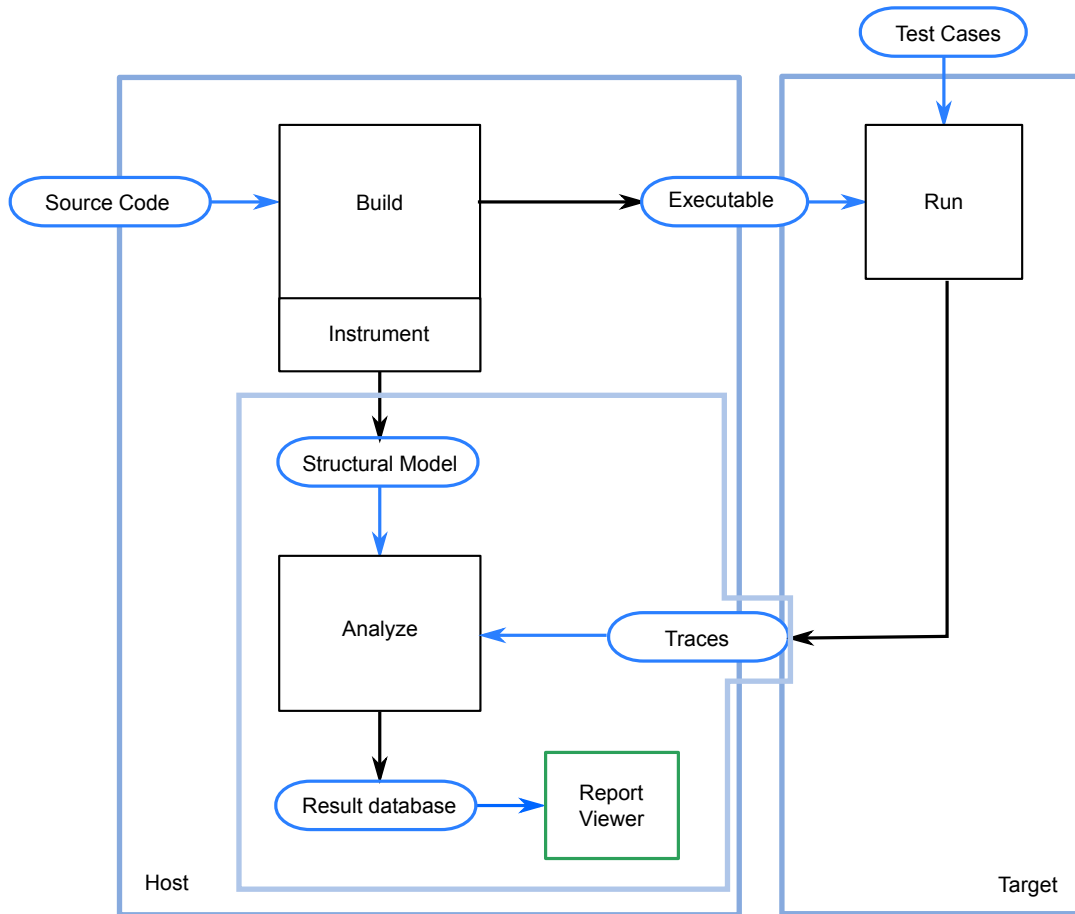 Test Cases
Source Code
Build
Executable
Run
Instrument
Structural Model
Analyze
Traces
Result database
Report
Viewer
Host
Target